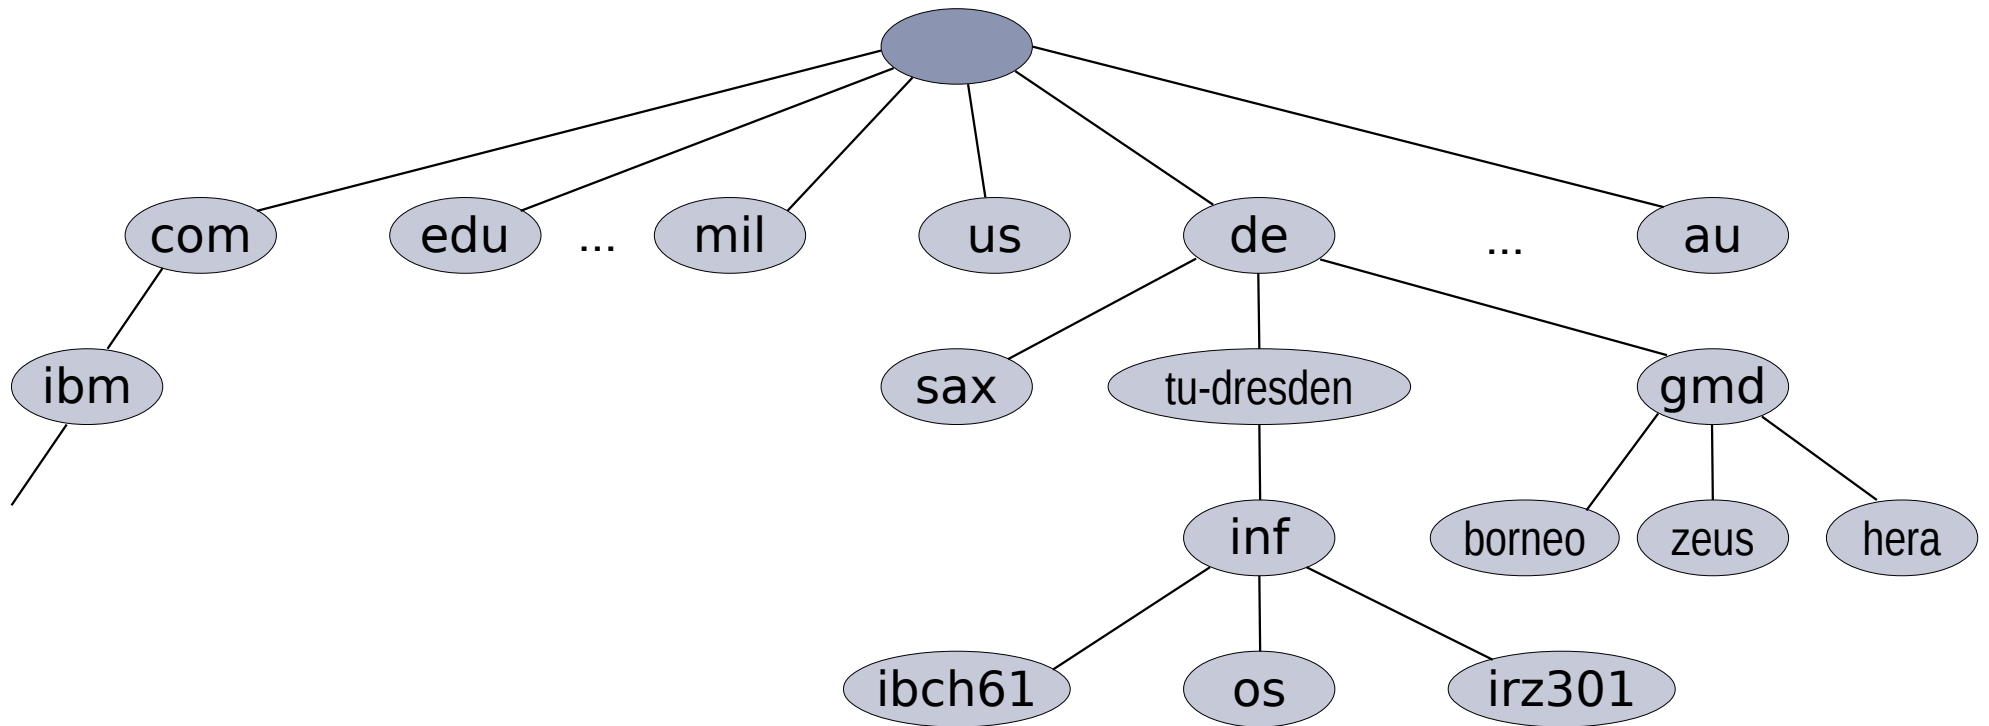 com edu ... mil us de ... au
ibm sax tu-dresden gmd
inf borneo zeus hera
ibch61 os irz301